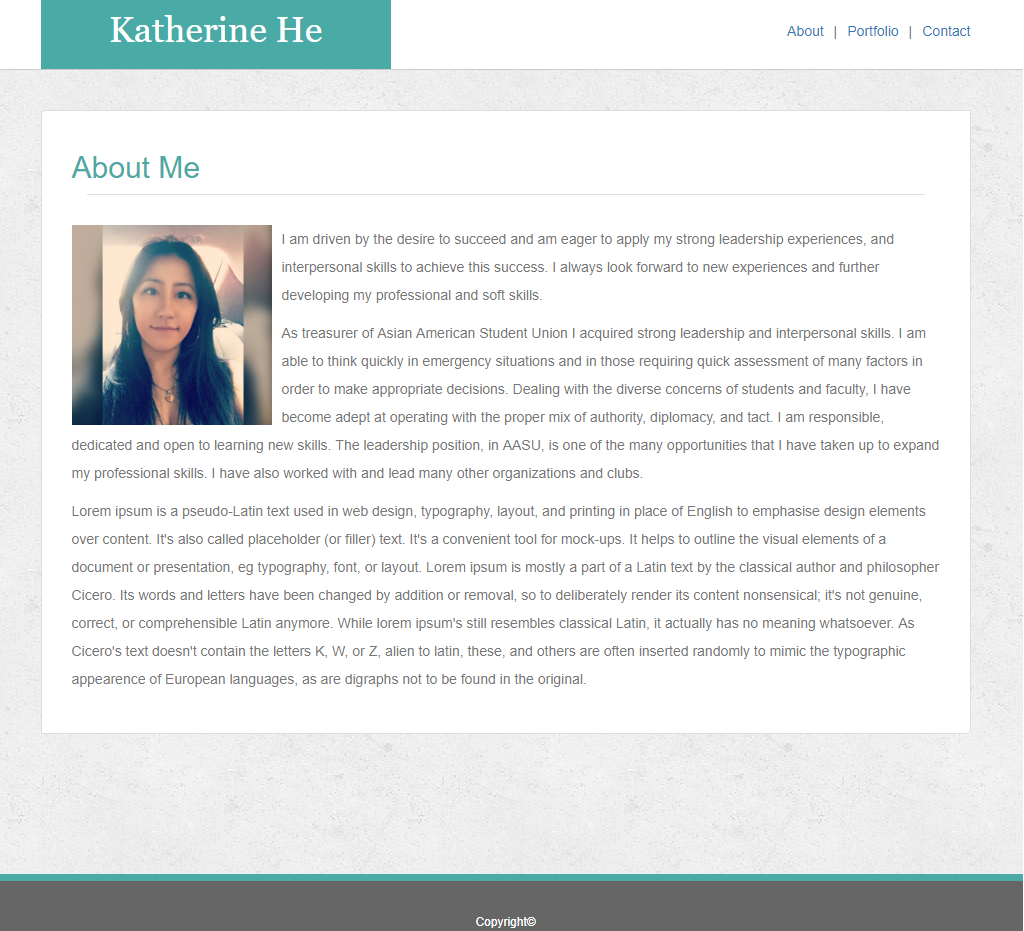 Katherine He
About | Portfolio | Contact
About Me
I am driven by the desire to succeed and am eager to apply my strong leadership experiences, and
interpersonal skills to achieve this success. I always look forward to new experiences and further
developing my professional and soft skills.
As treasurer of Asian American Student Union I acquired strong leadership and interpersonal skills. I am
able to think quickly in emergency situations and in those requiring quick assessment of many factors in
order to make appropriate decisions. Dealing with the diverse concerns of students and faculty, I have
become adept at operating with the proper mix of authority, diplomacy, and tact. I am responsible,
dedicated and open to learning new skills. The leadership position, in AASU, is one of the many opportunities that I have taken up to expand
my professional skills. I have also worked with and lead many other organizations and clubs.
Lorem ipsum is a pseudo-Latin text used in web design, typography, layout, and printing in place of English to emphasise design elements
over content. It's also called placeholder (or filler) text. It's a convenient tool for mock-ups. It helps to outline the visual elements of a
document or presentation, eg typography, font, or layout. Lorem ipsum is mostly a part of a Latin text by the classical author and philosopher
Cicero. Its words and letters have been changed by addition or removal, so to deliberately render its content nonsensical; it's not genuine,
correct, or comprehensible Latin anymore. While lorem ipsum's still resembles classical Latin, it actually has no meaning whatsoever. As
Cicero's text doesn't contain the letters K, W, or Z, alien to latin, these, and others are often inserted randomly to mimic the typographic
appearence of European languages, as are digraphs not to be found in the original.
Copyright©